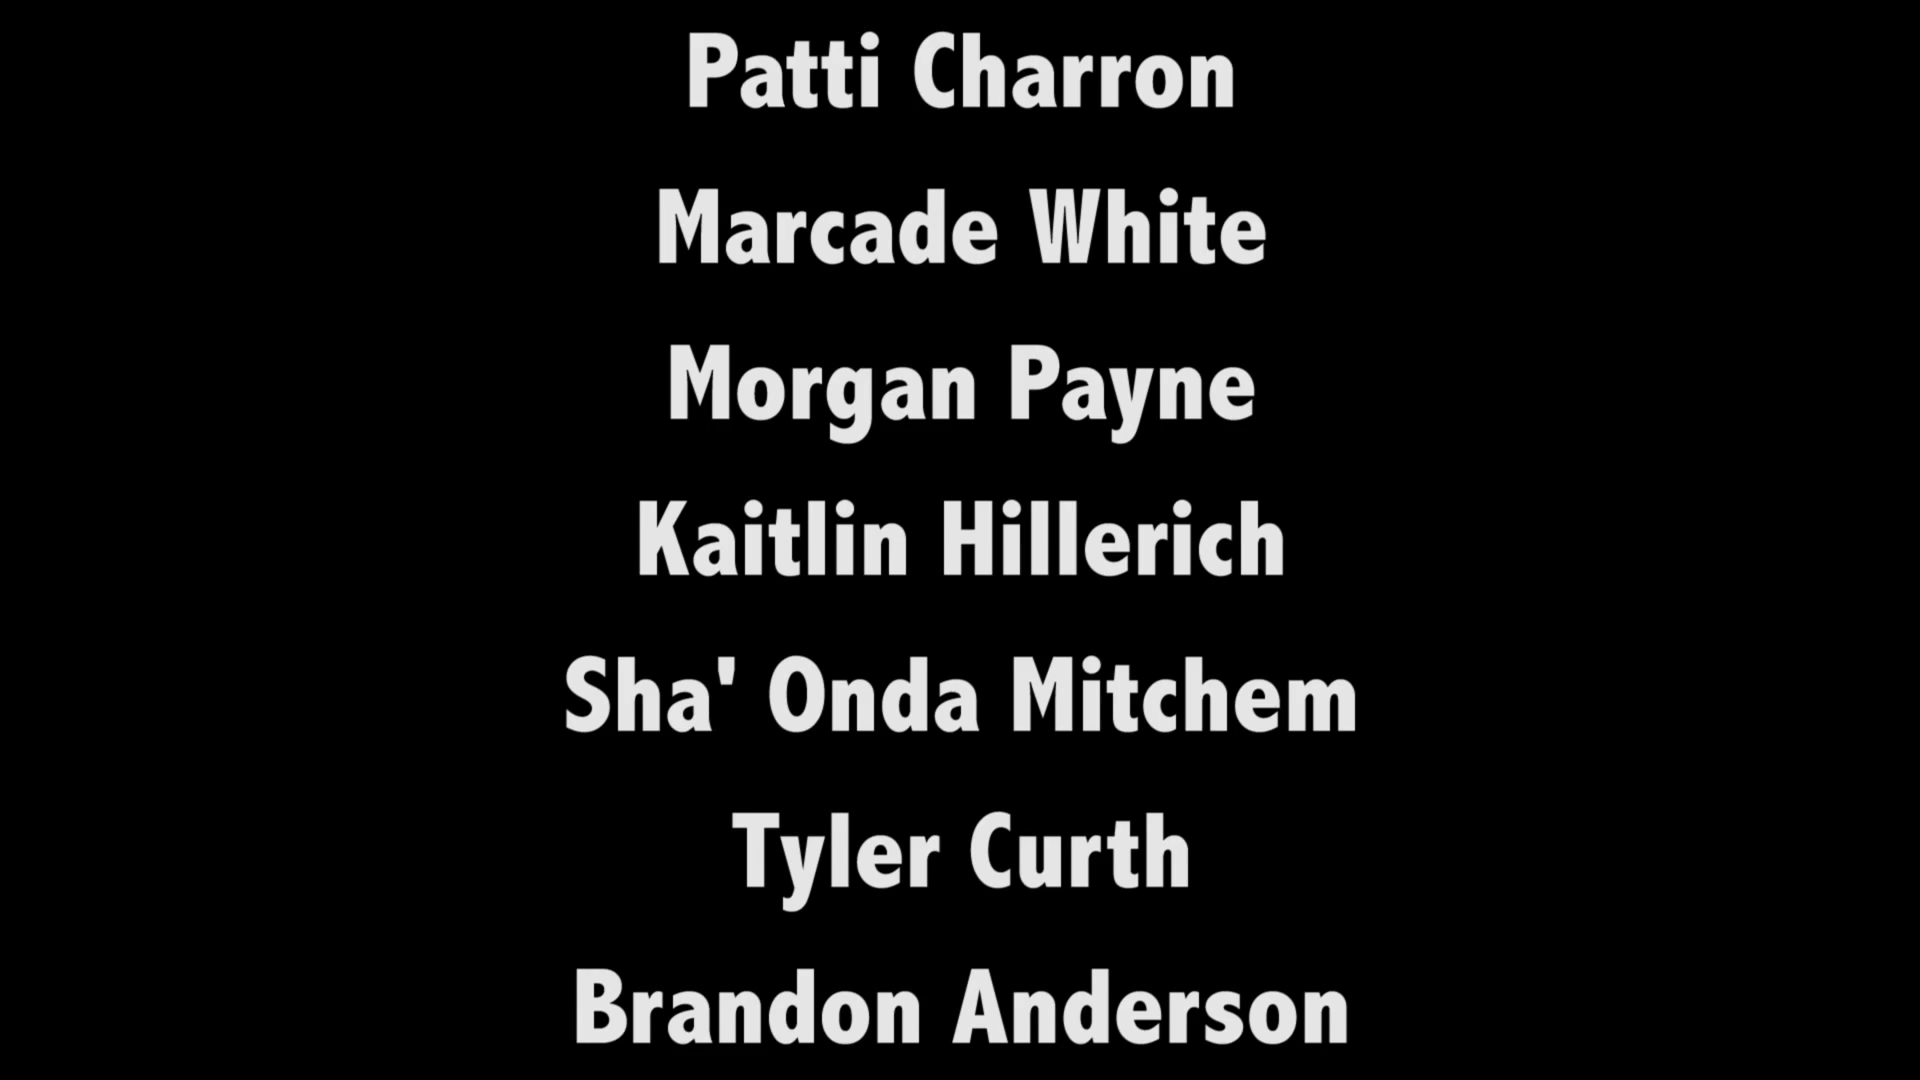 Patti Charron
Marcade White
Morgan Payne
Kaitlin Hillerich
Sha' Onda Mitchem
Tyler Curth
Brandon Anderson